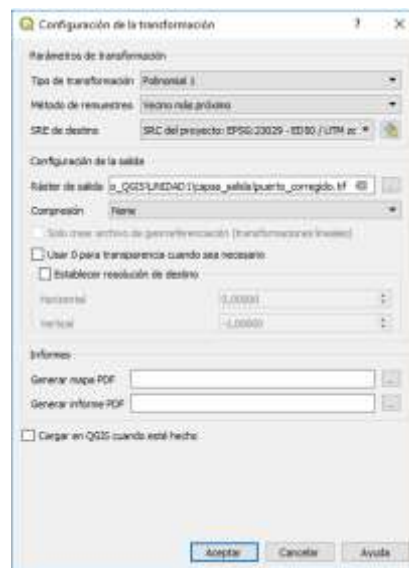 Configuración de la transformación
Parámetros de transformación
Tipo de transformación Polinomial 1
Método de remuestreo Vecino más próximo
SRE de destino SRC del proyecto: EPSG:23029 - ED50 / UTM zc
Configuración de la salida
Ráster de salida o_QGIS\UNIDAD1\capas_salida\puerto_corregido.tif
Compresión None
Solo crear archivo de georreferenciación (transformaciones lineales)
Usar 0 para transparencia cuando sea necesario
Establecer resolución de destino
Horizontal 1,00000
Vertical -1,00000
Informes
Generar mapa PDF
Generar informe PDF
Cargar en QGIS cuando esté hecho
Aceptar Cancelar Ayuda